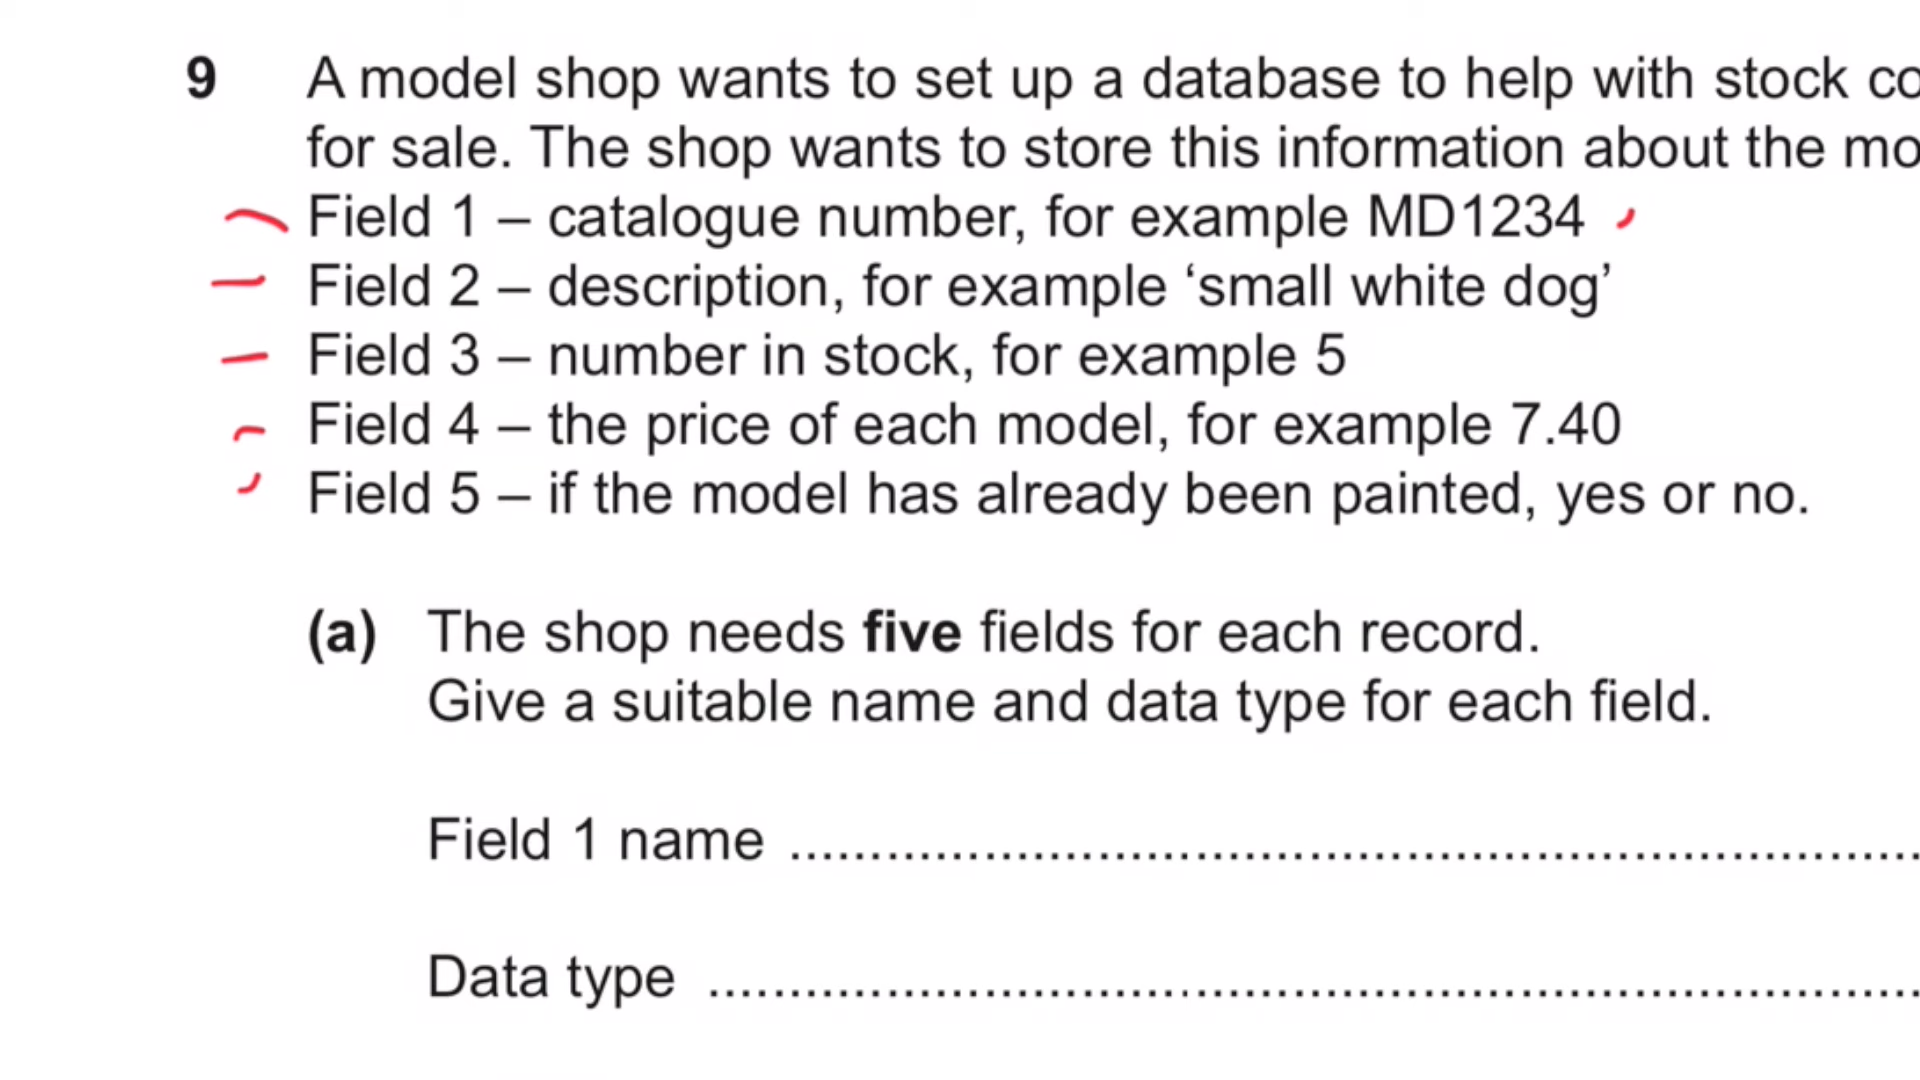 9 A model shop wants to set up a database to help with stock co
for sale. The shop wants to store this information about the mo
Field 1 – catalogue number, for example MD1234
Field 2 – description, for example ‘small white dog’
Field 3 – number in stock, for example 5
Field 4 – the price of each model, for example 7.40
Field 5 – if the model has already been painted, yes or no.
(a) The shop needs five fields for each record.
Give a suitable name and data type for each field.
Field 1 name ......................................................................
Data type ...........................................................................